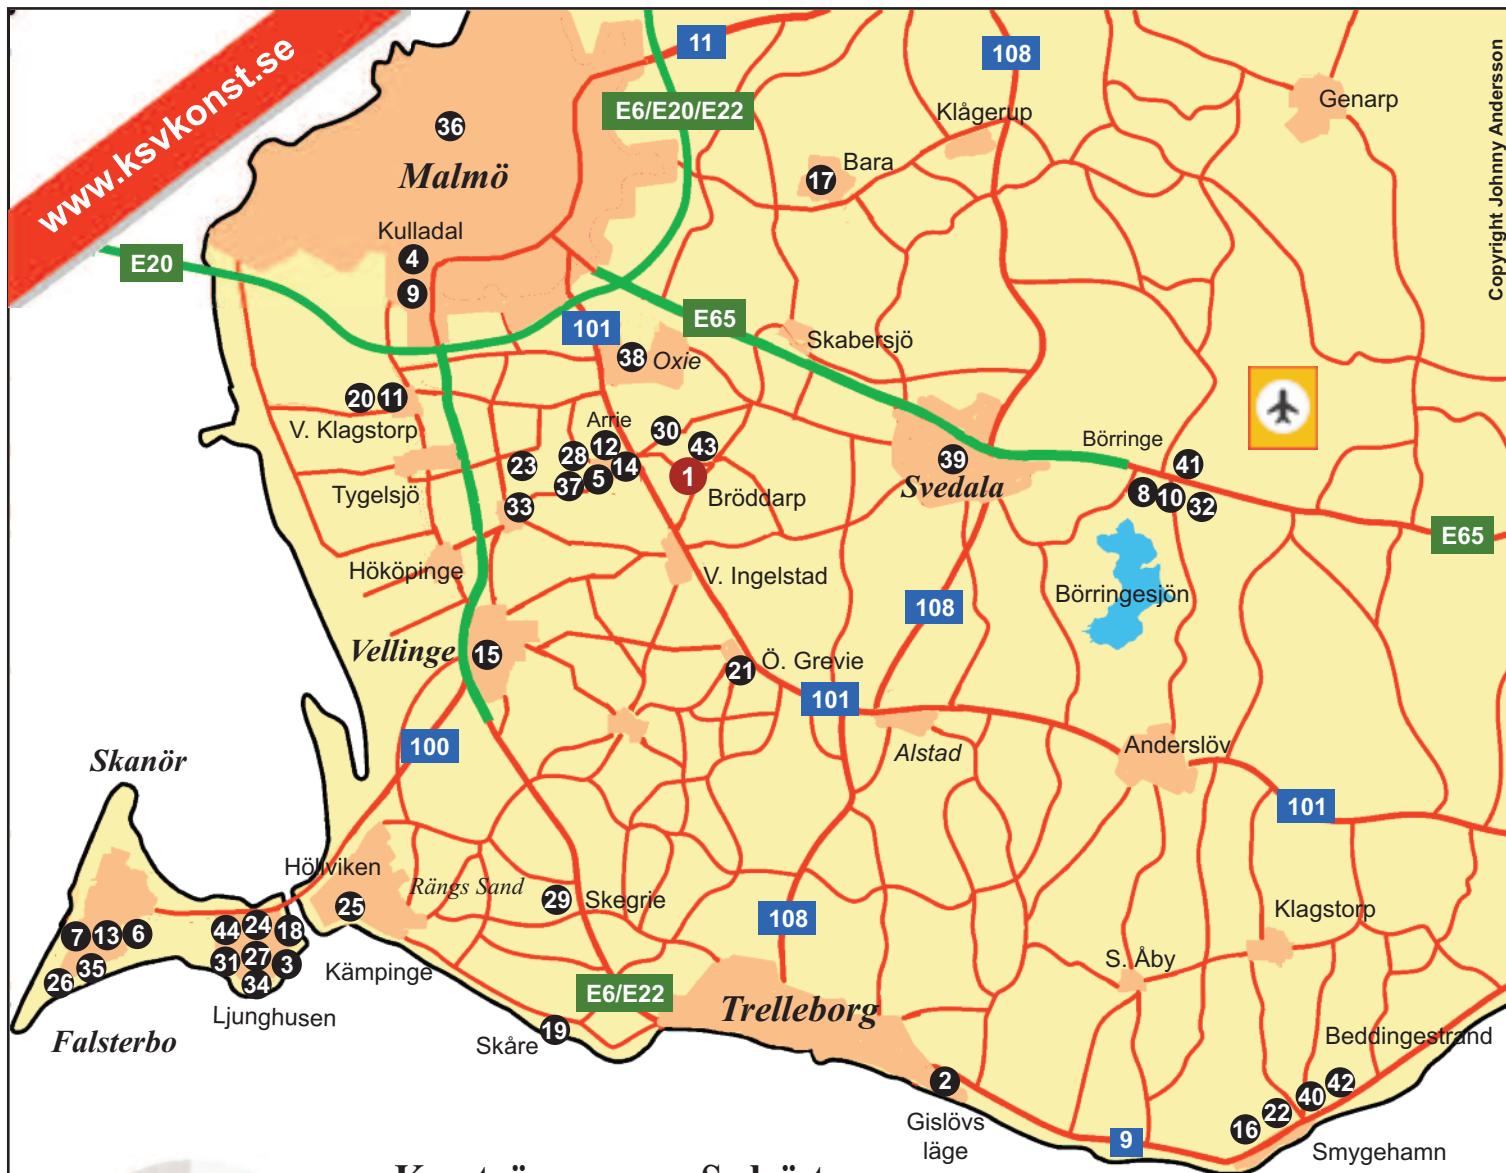 www.ksvkonst.se
Copyright Johnny Andersson
11
108
E6/E20/E22
Genarp
Klågerup
36
Bara
17
Malmö
Kulladal
4
E20
9
E65
101
Skabersjö
38
Oxie
20
11
V. Klagstorp
Arrie
30
12
43
Börringe
28
23
14
41
39
5
1
37
Svedala
8
10
32
Tygelsjö
33
Bröddarp
E65
Hököpinge
V. Ingelstad
Börringesjön
108
Vellinge
15
21
Ö. Grevie
101
100
Alstad
Anderslöv
Skanör
101
Höllviken
Rängs Sand
29
Skegrie
25
Klagstorp
108
7
13
6
44
24
18
31
27
3
S. Åby
26
35
34
Kämpinge
E6/E22
Trelleborg
Ljunghusen
Falsterbo
19
Skåre
Beddingestrand
2
42
40
22
16
Gislövs
läge
9
Smygehamn